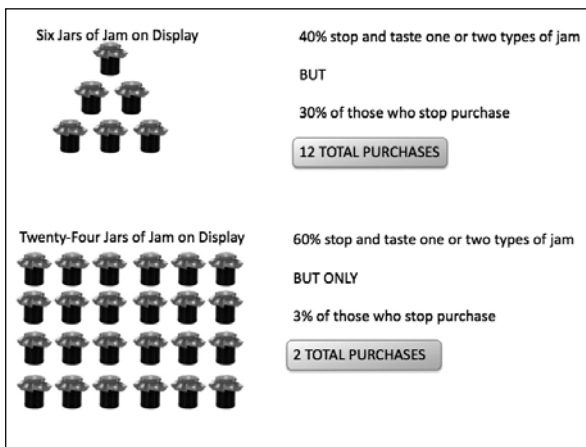 Six Jars of Jam on Display
40% stop and taste one or two types of jam
BUT
30% of those who stop purchase
12 TOTAL PURCHASES
Twenty-Four Jars of Jam on Display
60% stop and taste one or two types of jam
BUT ONLY
3% of those who stop purchase
2 TOTAL PURCHASES